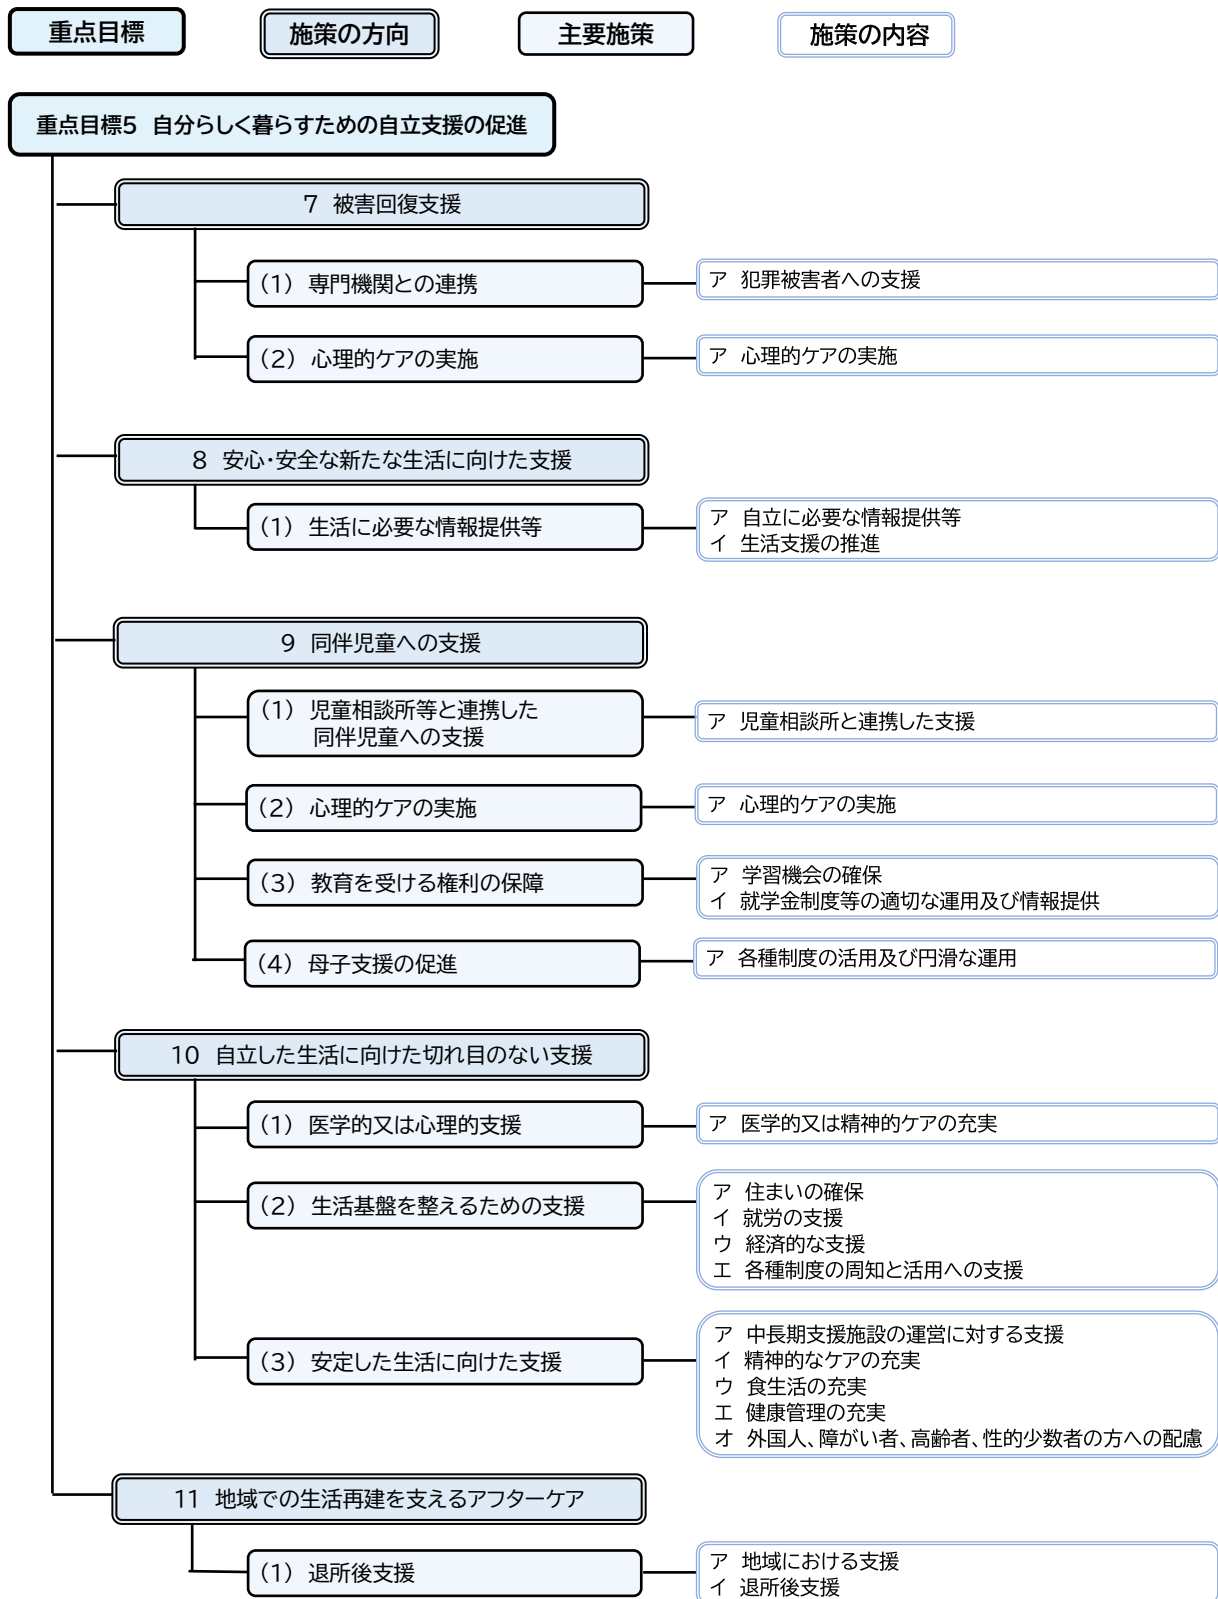 重点目標 施策の方向 主要施策 施策の内容
重点目標5 自分らしく暮らすための自立支援の促進
7 被害回復支援
(1) 専門機関との連携
ア 犯罪被害者への支援
(2) 心理的ケアの実施
ア 心理的ケアの実施
8 安心・安全な新たな生活に向けた支援
(1) 生活に必要な情報提供等
ア 自立に必要な情報提供等
イ 生活支援の推進
9 同伴児童への支援
(1) 児童相談所等と連携した
同伴児童への支援
ア 児童相談所と連携した支援
(2) 心理的ケアの実施
ア 心理的ケアの実施
(3) 教育を受ける権利の保障
ア 学習機会の確保
イ 就学金制度等の適切な運用及び情報提供
(4) 母子支援の促進
ア 各種制度の活用及び円滑な運用
10 自立した生活に向けた切れ目のない支援
(1) 医学的又は心理的支援
ア 医学的又は精神的ケアの充実
(2) 生活基盤を整えるための支援
ア 住まいの確保
イ 就労の支援
ウ 経済的な支援
エ 各種制度の周知と活用への支援
(3) 安定した生活に向けた支援
ア 中長期支援施設の運営に対する支援
イ 精神的なケアの充実
ウ 食生活の充実
エ 健康管理の充実
オ 外国人、障がい者、高齢者、性的少数者の方への配慮
11 地域での生活再建を支えるアフターケア
(1) 退所後支援
ア 地域における支援
イ 退所後支援